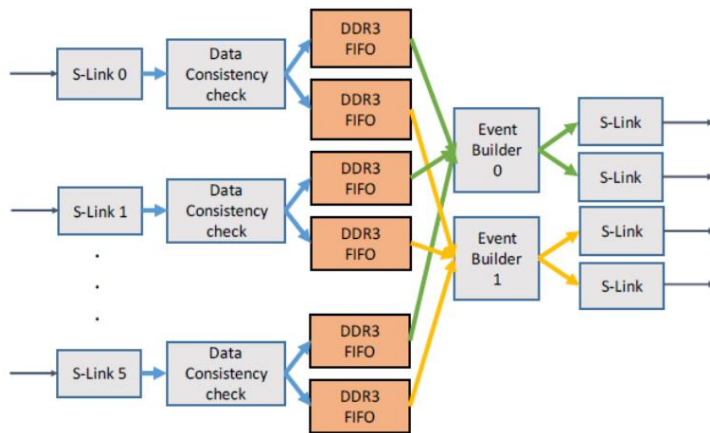 S-Link 0
Data
Consistency
check
DDR3
FIFO
DDR3
FIFO
S-Link 1
Data
Consistency
check
DDR3
FIFO
DDR3
FIFO
.
.
.
S-Link 5
Data
Consistency
check
DDR3
FIFO
DDR3
FIFO
Event
Builder
0
Event
Builder
1
S-Link
S-Link
S-Link
S-Link